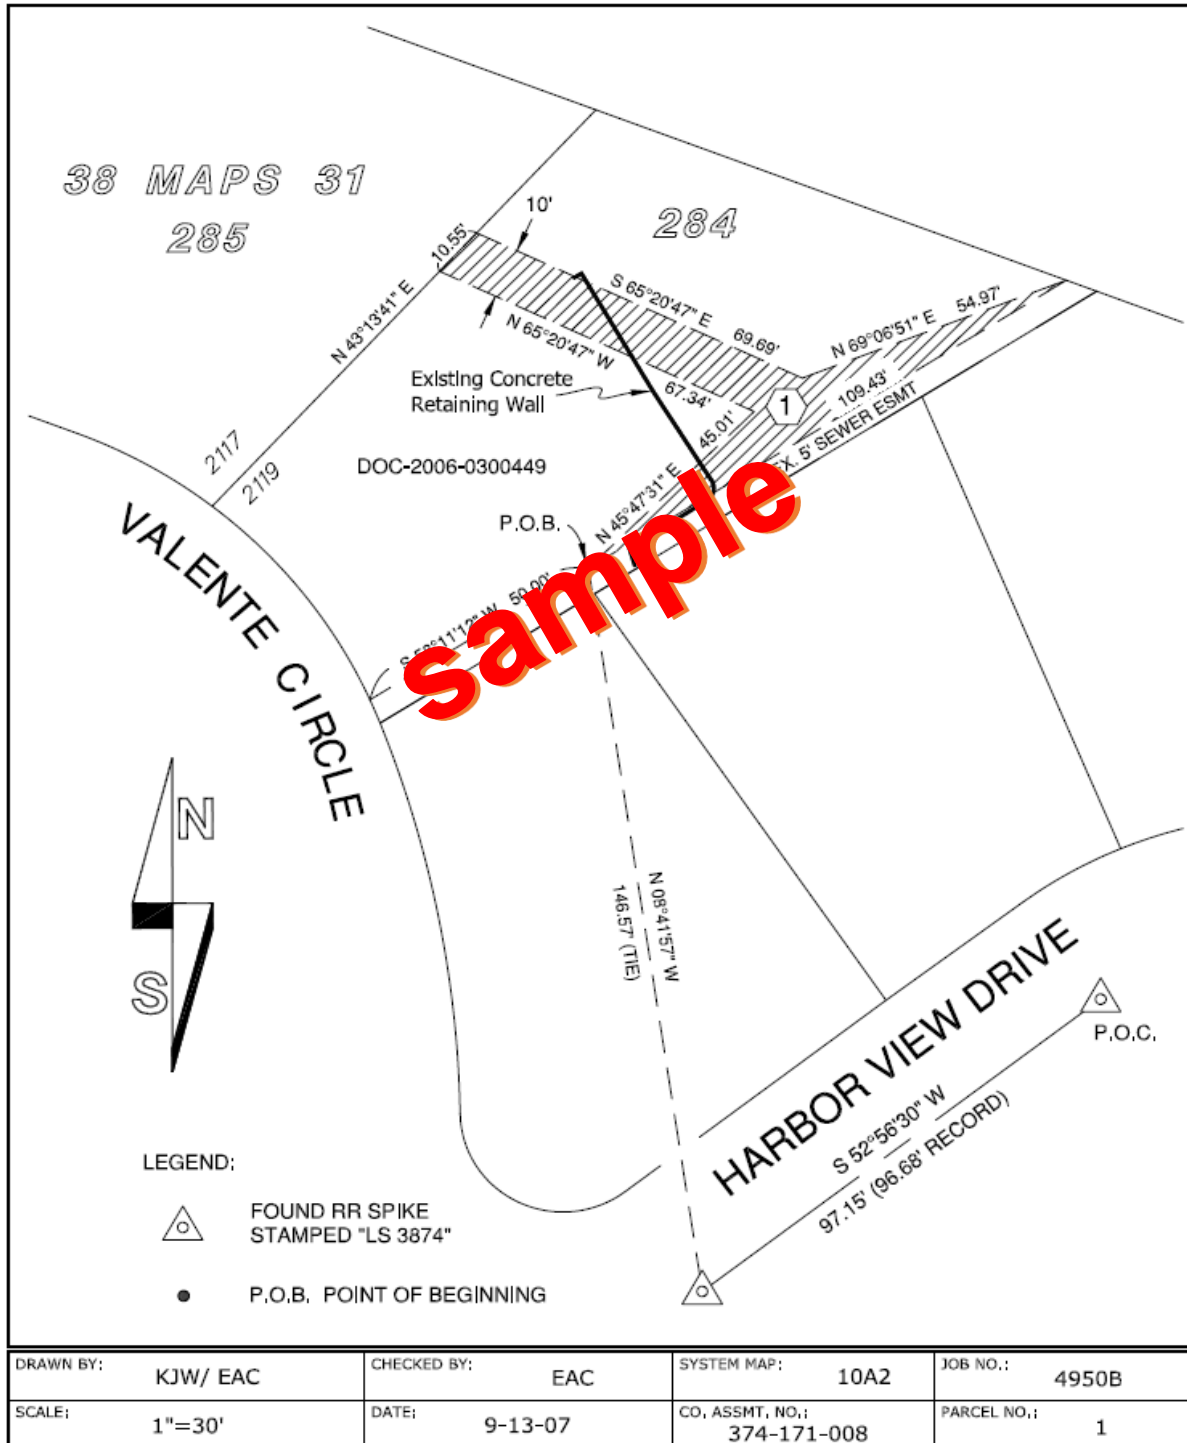 38 MAPS 31
285
284
10'
10.55'
N 43°13'41" E
S 65°20'47" E
69.69'
N 65°20'47" W
67.34'
N 69°06'51" E
54.97'
Existing Concrete
Retaining Wall
1
109.43'
EX. 5' SEWER ESMT
45.01'
N 45°47'31" E
2117
2119
DOC-2006-0300449
P.O.B.
50.00'
11'12" W
sample
VALENTE CIRCLE
N
S
N 08°41'57" W
146.57' (TIE)
HARBOR VIEW DRIVE
P.O.C.
S 52°56'30" W
97.15' (96.68' RECORD)
LEGEND:
FOUND RR SPIKE
STAMPED "LS 3874"
P.O.B. POINT OF BEGINNING
DRAWN BY: KJW/ EAC
CHECKED BY: EAC
SYSTEM MAP: 10A2
JOB NO.: 4950B
SCALE: 1"=30'
DATE: 9-13-07
CO. ASSMT. NO.: 374-171-008
PARCEL NO.: 1